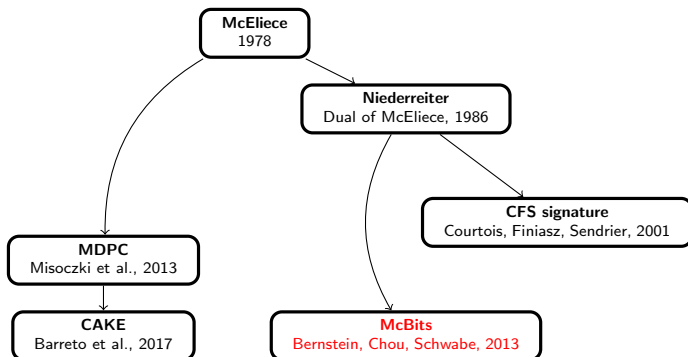 McEliece
1978
Niederreiter
Dual of McEliece, 1986
CFS signature
Courtois, Finiasz, Sendrier, 2001
MDPC
Misoczki et al., 2013
CAKE
Barreto et al., 2017
McBits
Bernstein, Chou, Schwabe, 2013